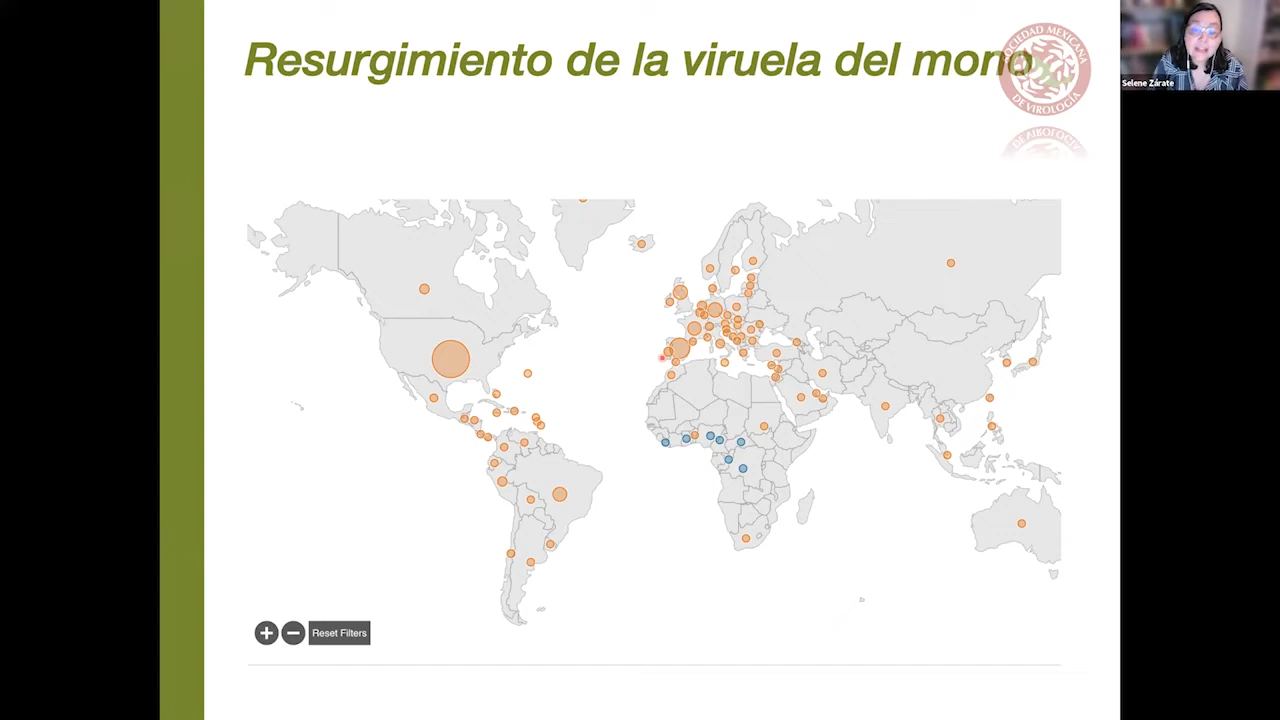 Resurgimiento de la viruela del mono
SOCIEDAD MEXICANA
DE VIROLOGÍA
Selene Zárate
Reset Filters